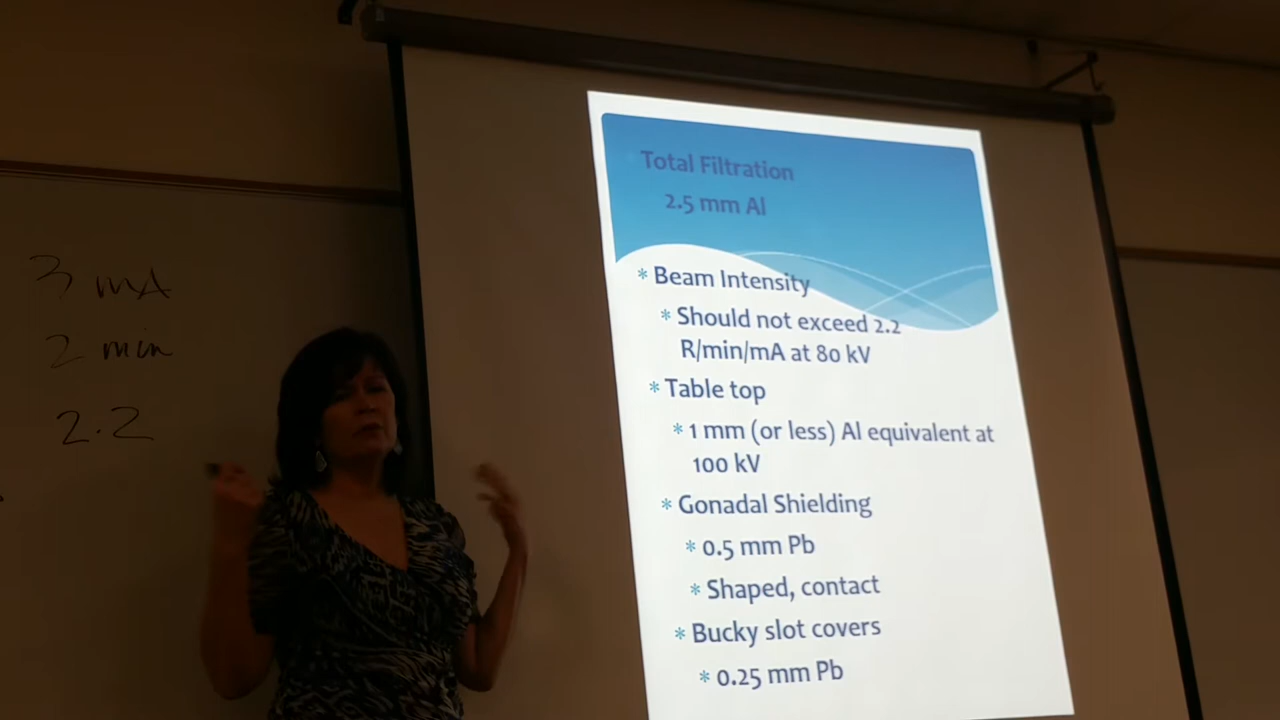 3 mA
2 min
2.2
Total Filtration
2.5 mm Al
* Beam Intensity
* Should not exceed 2.2
R/min/mA at 80 kV
* Table top
* 1 mm (or less) Al equivalent at
100 kV
* Gonadal Shielding
* 0.5 mm Pb
* Shaped, contact
* Bucky slot covers
* 0.25 mm Pb